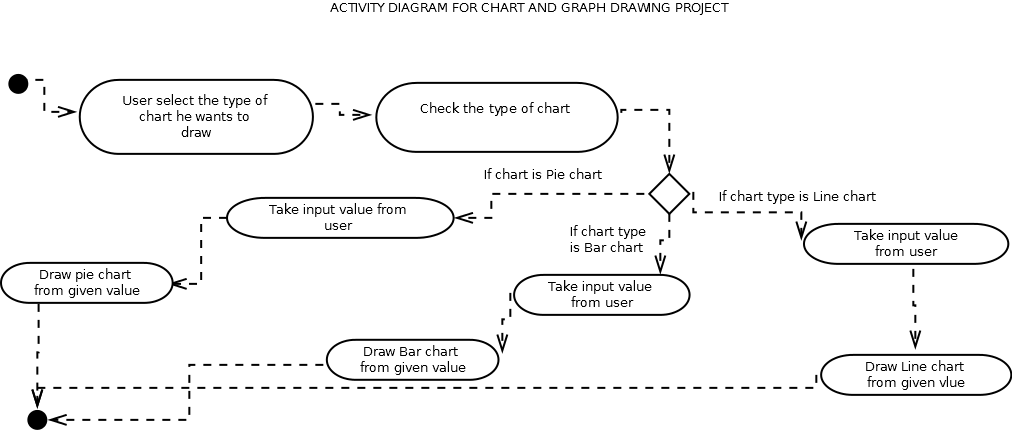 ACTIVITY DIAGRAM FOR CHART AND GRAPH DRAWING PROJECT
User select the type of
chart he wants to
draw
Check the type of chart
If chart is Pie chart
If chart type is Line chart
Take input value from
user
If chart type
is Bar chart
Take input value
from user
Draw pie chart
from given value
Take input value
from user
Draw Bar chart
from given value
Draw Line chart
from given vlue